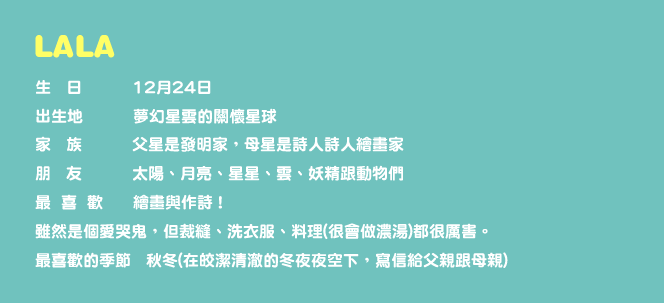 LALA
生 日 12月24日
出生地 夢幻星雲的關懷星球
家 族 父星是發明家，母星是詩人詩人繪畫家
朋 友 太陽、月亮、星星、雲、妖精跟動物們
最 喜 歡 繪畫與作詩！
雖然是個愛哭鬼，但裁縫、洗衣服、料理(很會做濃湯)都很厲害。
最喜歡的季節 秋冬(在皎潔清澈的冬夜夜空下，寫信給父親跟母親)